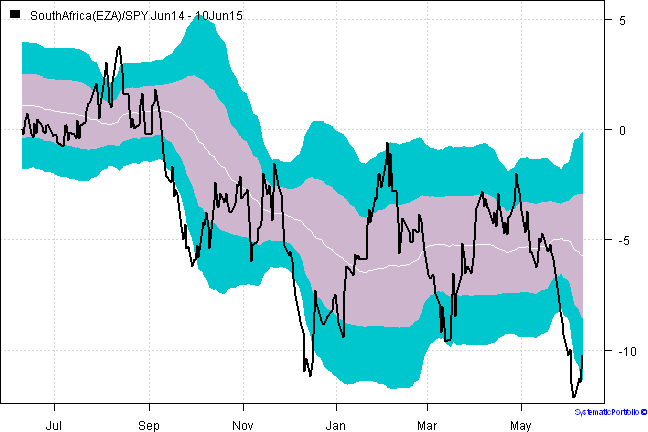 SouthAfrica(EZA)/SPY Jun14 - 10Jun15
5
0
-5
-10
Jul Sep Nov Jan Mar May
SystematicPortfolio ©